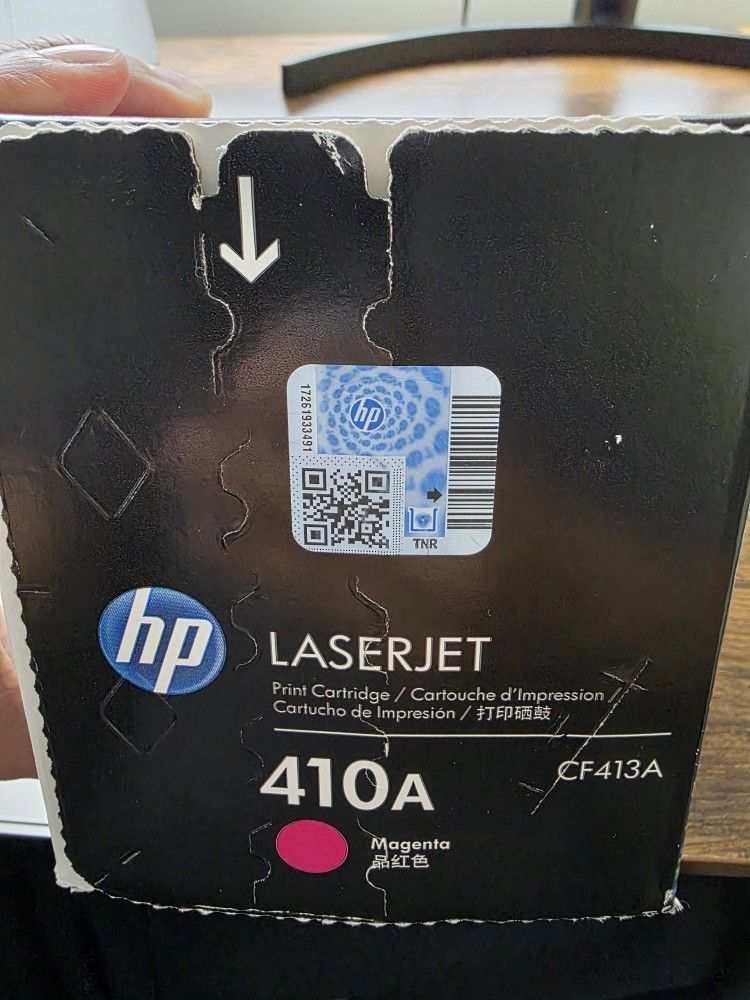 17261933491
hp
TNR
hp
LASERJET
Print Cartridge / Cartouche d'Impression /
Cartucho de Impresión / 打印硒鼓
410A
CF413A
Magenta
品红色